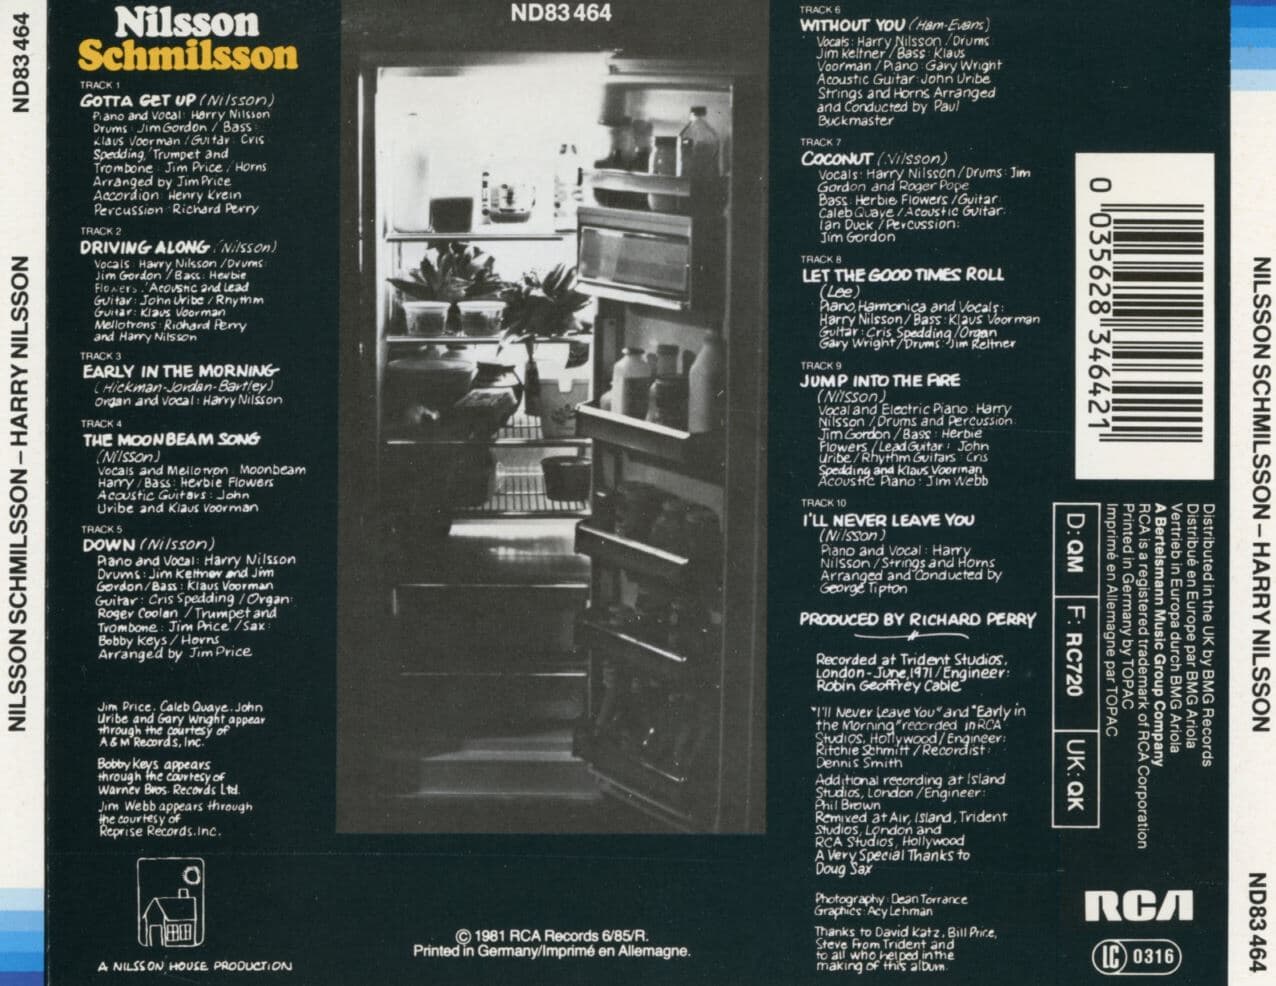 ND83464
NILSSON SCHMILSSON – HARRY NILSSON
Nilsson
Schmilsson
TRACK 1
GOTTA GET UP (Nilsson)
Piano and Vocal: Harry Nilsson
Drums: Jim Gordon / Bass:
Klaus Voorman / Guitar: Cris
Spedding, Trumpet and
Trombone: Jim Price / Horns
Arranged by Jim Price
Accordion: Henry Krein
Percussion: Richard Perry
TRACK 2
DRIVING ALONG (Nilsson)
Vocals: Harry Nilsson / Drums:
Jim Gordon / Bass: Herbie
Flowers / Acoustic and Lead
Guitar: John Uribe / Rhythm
Guitar: Klaus Voorman
Mellotrons: Richard Perry
and Harry Nilsson
TRACK 3
EARLY IN THE MORNING
(Hickman-Jordan-Bartley)
Organ and Vocal: Harry Nilsson
TRACK 4
THE MOONBEAM SONG
(Nilsson)
Vocals and Mellotron: Moonbeam
Harry / Bass: Herbie Flowers
Acoustic Guitars: John
Uribe and Klaus Voorman
TRACK 5
DOWN (Nilsson)
Piano and Vocal: Harry Nilsson
Drums: Jim Keltner and Jim
Gordon / Bass: Klaus Voorman
Guitar: Cris Spedding / Organ:
Roger Coolan / Trumpet and
Trombone: Jim Price / Sax:
Bobby Keys / Horns
Arranged by Jim Price
Jim Price, Caleb Quaye, John
Uribe and Gary Wright appear
through the courtesy of
A&M Records, Inc.
Bobby Keys appears
through the courtesy of
Warner Bros. Records Ltd.
Jim Webb appears through
the courtesy of
Reprise Records, Inc.
A NILSSON HOUSE PRODUCTION
ND83464
© 1981 RCA Records 6/85/R.
Printed in Germany/Imprimé en Allemagne.
TRACK 6
WITHOUT YOU (Ham-Evans)
Vocals: Harry Nilsson / Drums:
Jim Keltner / Bass: Klaus
Voorman / Piano: Gary Wright
Acoustic Guitar: John Uribe
Strings and Horns Arranged
and Conducted by Paul
Buckmaster
TRACK 7
COCONUT (Nilsson)
Vocals: Harry Nilsson / Drums: Jim
Gordon and Roger Pope
Bass: Herbie Flowers / Guitar:
Caleb Quaye / Acoustic Guitar:
Ian Duck / Percussion:
Jim Gordon
TRACK 8
LET THE GOOD TIMES ROLL
(Lee)
Piano, Harmonica and Vocals:
Harry Nilsson / Bass: Klaus Voorman
Guitar: Cris Spedding / Organ
Gary Wright / Drums: Jim Keltner
TRACK 9
JUMP INTO THE FIRE
(Nilsson)
Vocal and Electric Piano: Harry
Nilsson / Drums and Percussion:
Jim Gordon / Bass: Herbie
Flowers / Lead Guitar: John
Uribe / Rhythm Guitars: Cris
Spedding and Klaus Voorman
Acoustic Piano: Jim Webb
TRACK 10
I'LL NEVER LEAVE YOU
(Nilsson)
Piano and Vocal: Harry
Nilsson / Strings and Horns
Arranged and Conducted by
George Tipton
PRODUCED BY RICHARD PERRY
Recorded at Trident Studios,
London - June, 1971 / Engineer:
Robin Geoffrey Cable
"I'll Never Leave You" and "Early in
the Morning" recorded in RCA
Studios, Hollywood / Engineer:
Ritchie Schmitt / Recordist:
Dennis Smith
Additional recording at Island
Studios, London / Engineer:
Phil Brown
Remixed at Air, Island, Trident
Studios, London and
RCA Studios, Hollywood
A Very Special Thanks to
Doug Sax
Photography: Dean Torrance
Graphics: Acy Lehman
Thanks to David Katz, Bill Price,
Steve From Trident and
to all who helped in the
making of this album.
0 035628 346421
D: QM F: RC720 UK: QK
Distributed in the UK by BMG Records
Distribué en Europe par BMG Ariola
Vertrieb in Europa durch BMG Ariola
A Bertelsmann Music Group Company
RCA is a registered trademark of RCA Corporation
Printed in Germany by TOPAC
Imprimé en Allemagne par TOPAC
RCA
LC 0316
NILSSON SCHMILSSON – HARRY NILSSON
ND83464